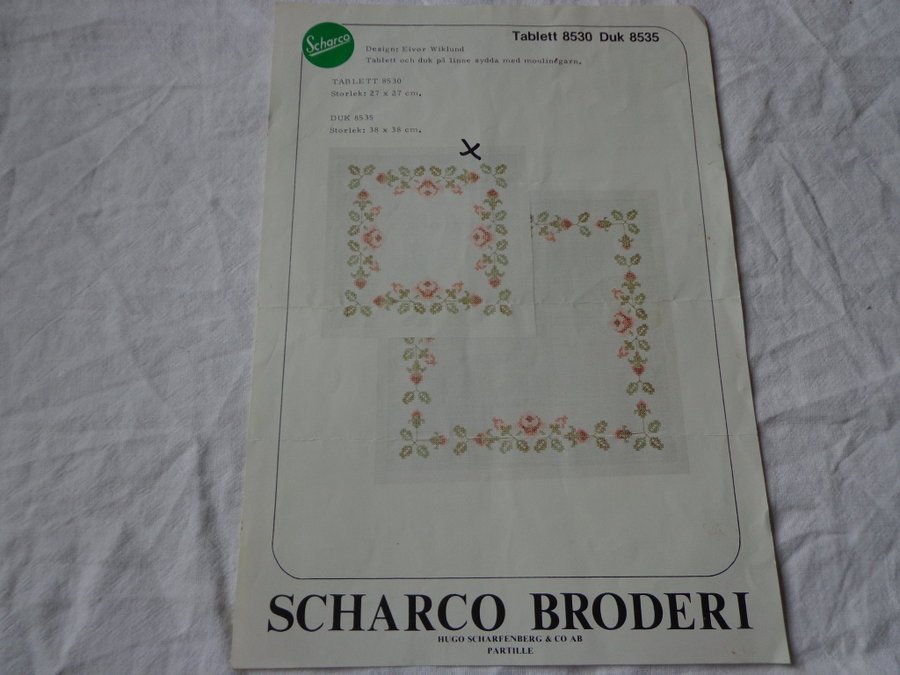 Scharco
Tablett 8530 Duk 8535
Design: Eivor Wiklund
Tablett och duk på linne sydda med moulinégarn.
TABLETT 8530
Storlek: 27 x 27 cm.
DUK 8535
Storlek: 38 x 38 cm.
X
SCHARCO BRODERI
HUGO SCHARFENBERG & CO AB
PARTILLE